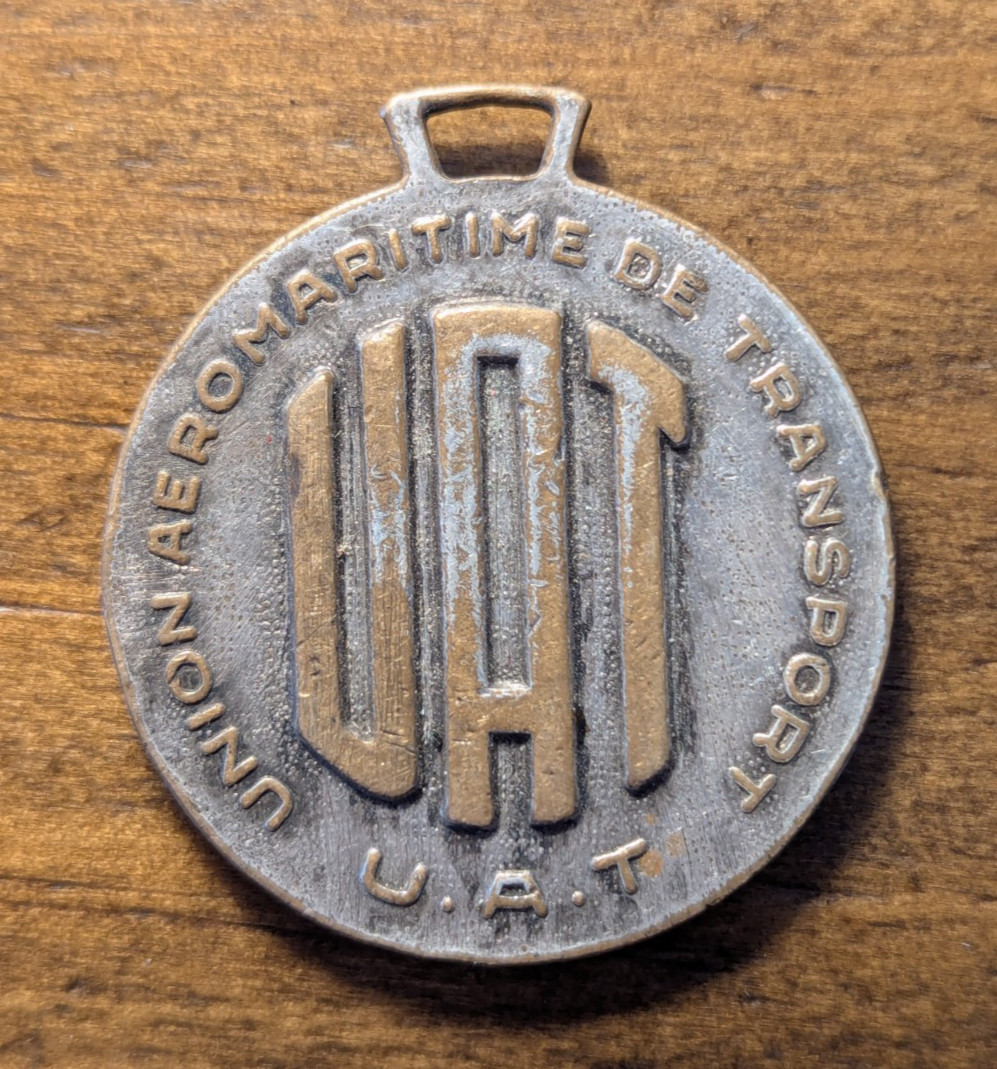 UNION AEROMARITIME DE TRANSPORT
UAT
U.A.T